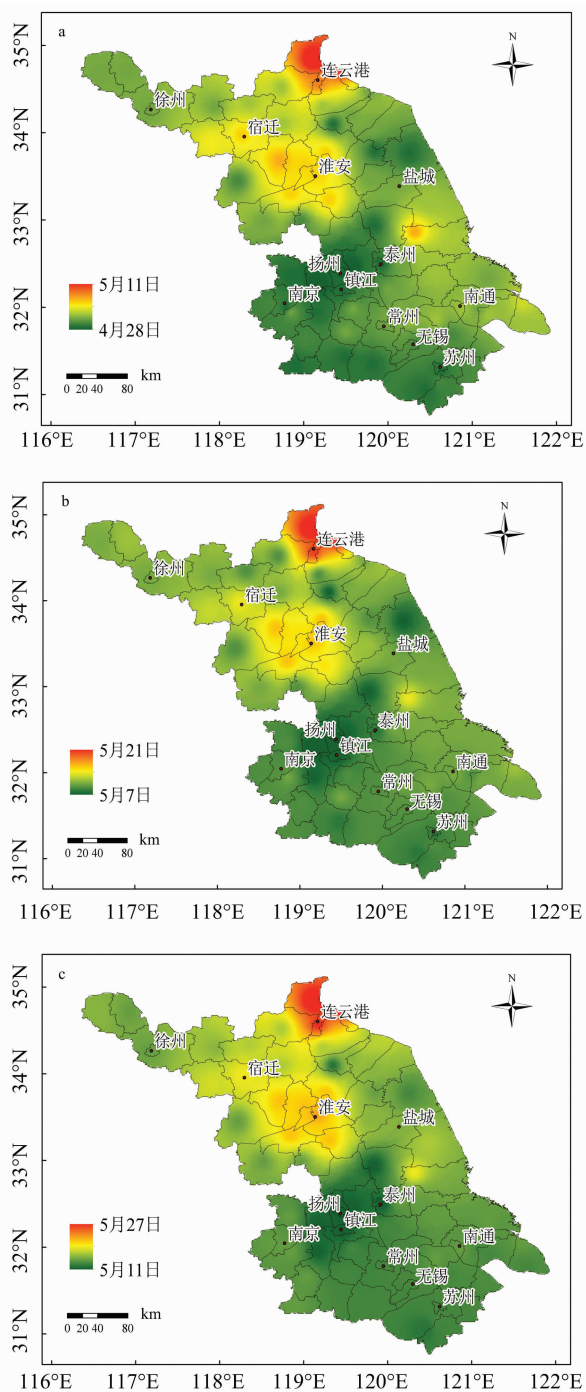 a
N
35°N
34°N
33°N
32°N
31°N
连云港
徐州
宿迁
淮安
盐城
扬州
泰州
镇江
南京
南通
常州
无锡
苏州
5月11日
4月28日
km
0 20 40 80
116°E 117°E 118°E 119°E 120°E 121°E 122°E
b
N
35°N
34°N
33°N
32°N
31°N
连云港
徐州
宿迁
淮安
盐城
扬州
泰州
镇江
南京
南通
常州
无锡
苏州
5月21日
5月7日
km
0 20 40 80
116°E 117°E 118°E 119°E 120°E 121°E 122°E
c
N
35°N
34°N
33°N
32°N
31°N
连云港
徐州
宿迁
淮安
盐城
扬州
泰州
镇江
南京
南通
常州
无锡
苏州
5月27日
5月11日
km
0 20 40 80
116°E 117°E 118°E 119°E 120°E 121°E 122°E